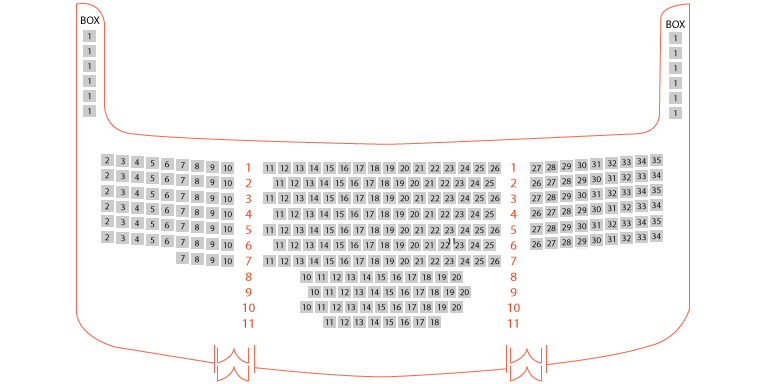 BOX BOX
1 1
1 1
1 1
1 1
1 1
1 1
2 3 4 5 6 7 8 9 10 1 11 12 13 14 15 16 17 18 19 20 21 22 23 24 25 26 1 27 28 29 30 31 32 33 34 35
2 3 4 5 6 7 8 9 10 2 11 12 13 14 15 16 17 18 19 20 21 22 23 24 25 2 26 27 28 29 30 31 32 33 34
2 3 4 5 6 7 8 9 10 3 11 12 13 14 15 16 17 18 19 20 21 22 23 24 25 26 3 27 28 29 30 31 32 33 34 35
2 3 4 5 6 7 8 9 10 4 11 12 13 14 15 16 17 18 19 20 21 22 23 24 25 4 26 27 28 29 30 31 32 33 34
2 3 4 5 6 7 8 9 10 5 11 12 13 14 15 16 17 18 19 20 21 22 23 24 25 26 5 27 28 29 30 31 32 33 34 35
11
2 3 4 5 6 7 8 9 10 6 11 12 13 14 15 16 17 18 19 20 21 22 23 24 25 6 26 27 28 29 30 31 32 33 34
7 8 9 10 7 11 12 13 14 15 16 17 18 19 20 21 22 23 24 25 26 7
8 10 11 12 13 14 15 16 17 18 19 20 8
9 10 11 12 13 14 15 16 17 18 19 20 9
10 10 11 12 13 14 15 16 17 18 19 20 10
11 11 12 13 14 15 16 17 18 11